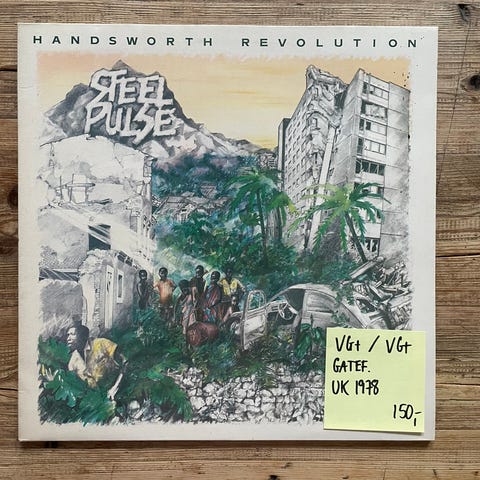 HANDSWORTH REVOLUTION
STEEL
PULSE
VG+ / VG+
GATEF.
UK 1978
150,-